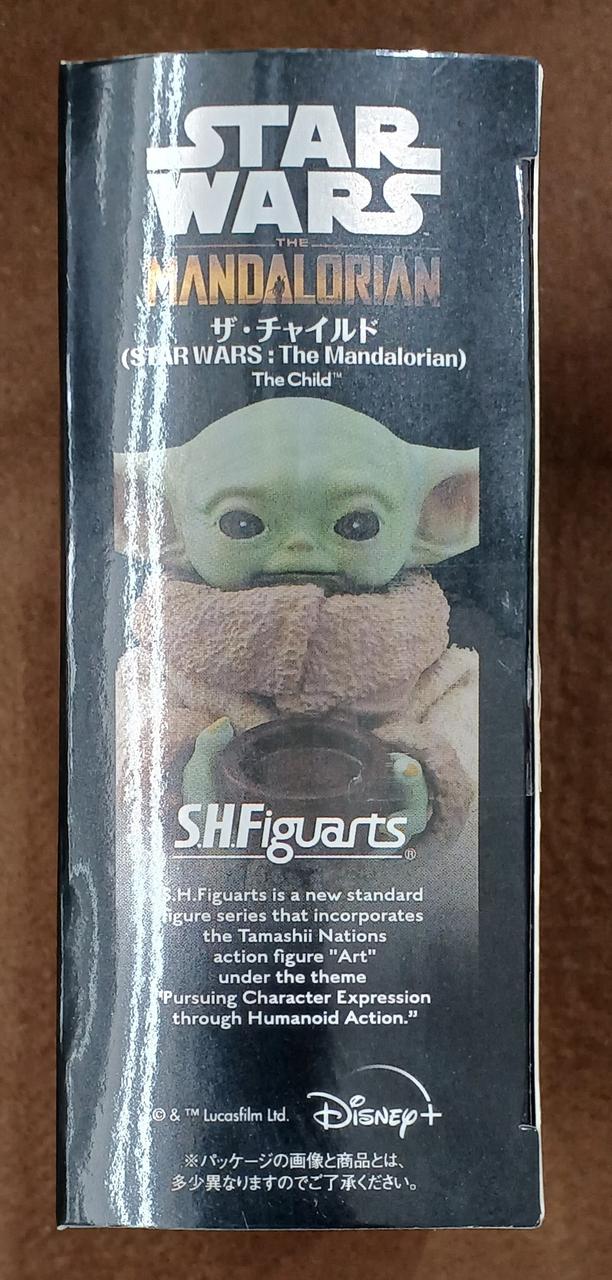 STAR
WARS
THE
MANDALORIAN
ザ・チャイルド
(STAR WARS : The Mandalorian)
The Child™
S.H.Figuarts®
S.H.Figuarts is a new standard
figure series that incorporates
the Tamashii Nations
action figure "Art"
under the theme
"Pursuing Character Expression
through Humanoid Action."
© & ™ Lucasfilm Ltd. Disney+
※パッケージの画像と商品とは、
多少異なりますのでご了承ください。